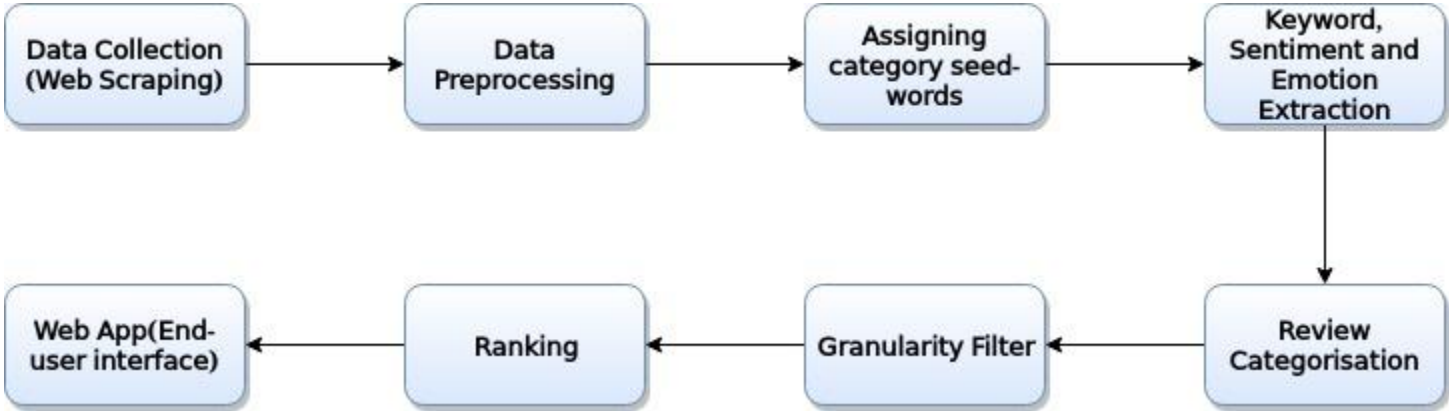 Data Collection
(Web Scraping)
Data
Preprocessing
Assigning
category seed-
words
Keyword,
Sentiment and
Emotion
Extraction
Review
Categorisation
Granularity Filter
Ranking
Web App(End-
user interface)